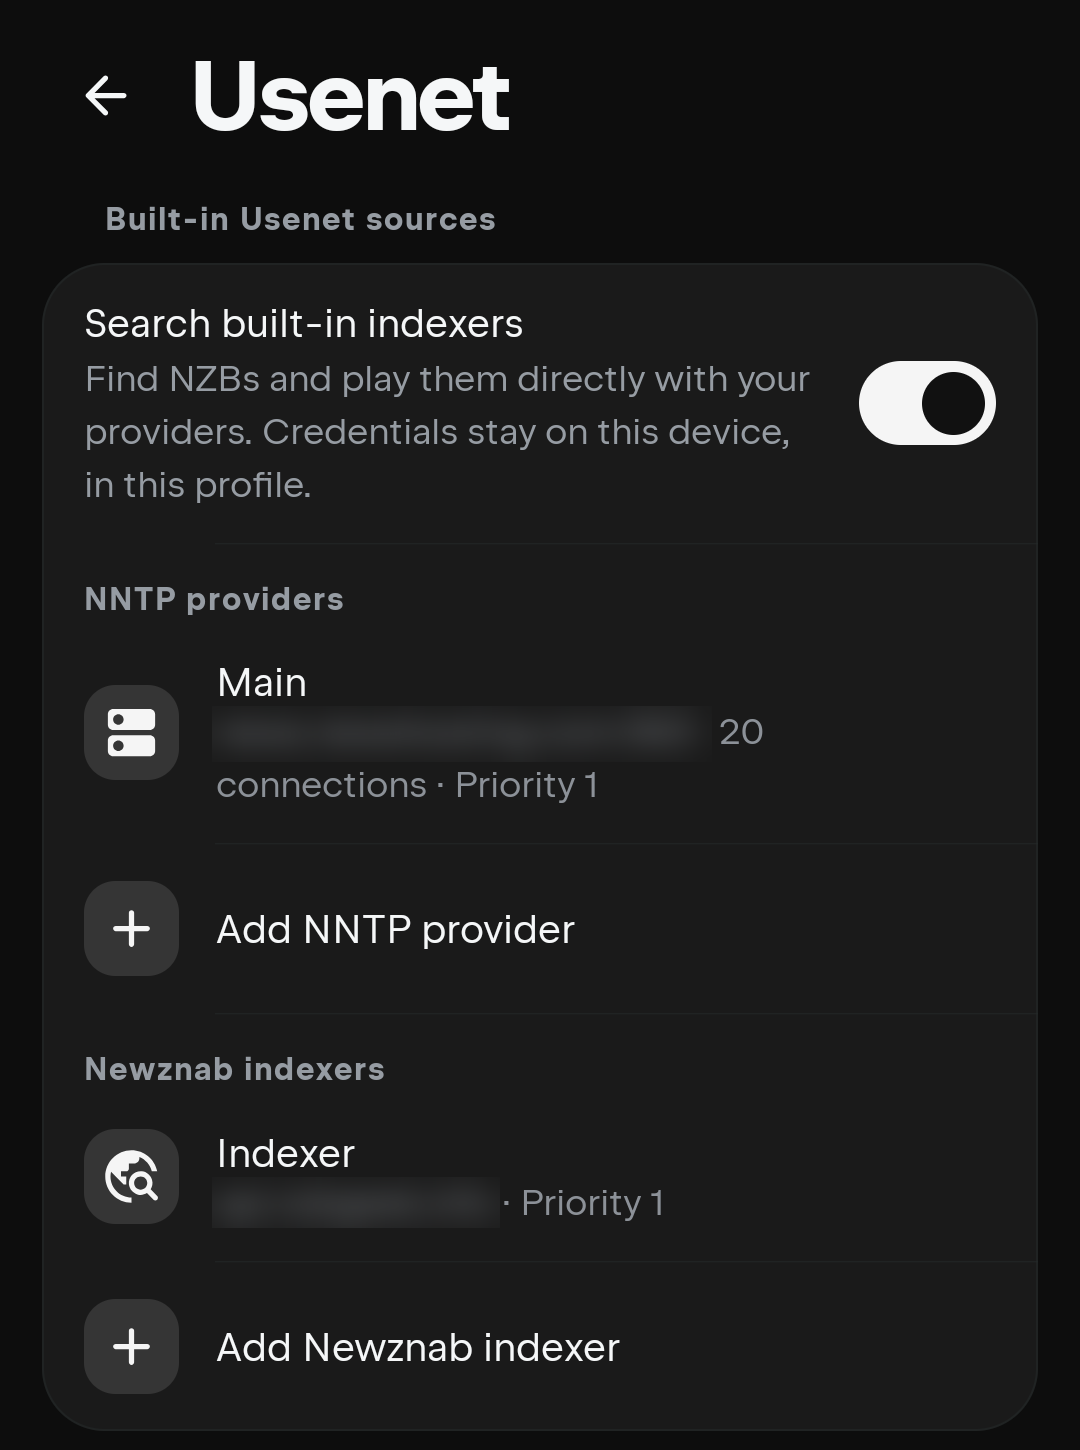 Usenet
Built-in Usenet sources
Search built-in indexers
Find NZBs and play them directly with your
providers. Credentials stay on this device,
in this profile.
NNTP providers
Main
20
connections · Priority 1
Add NNTP provider
Newznab indexers
Indexer
· Priority 1
Add Newznab indexer